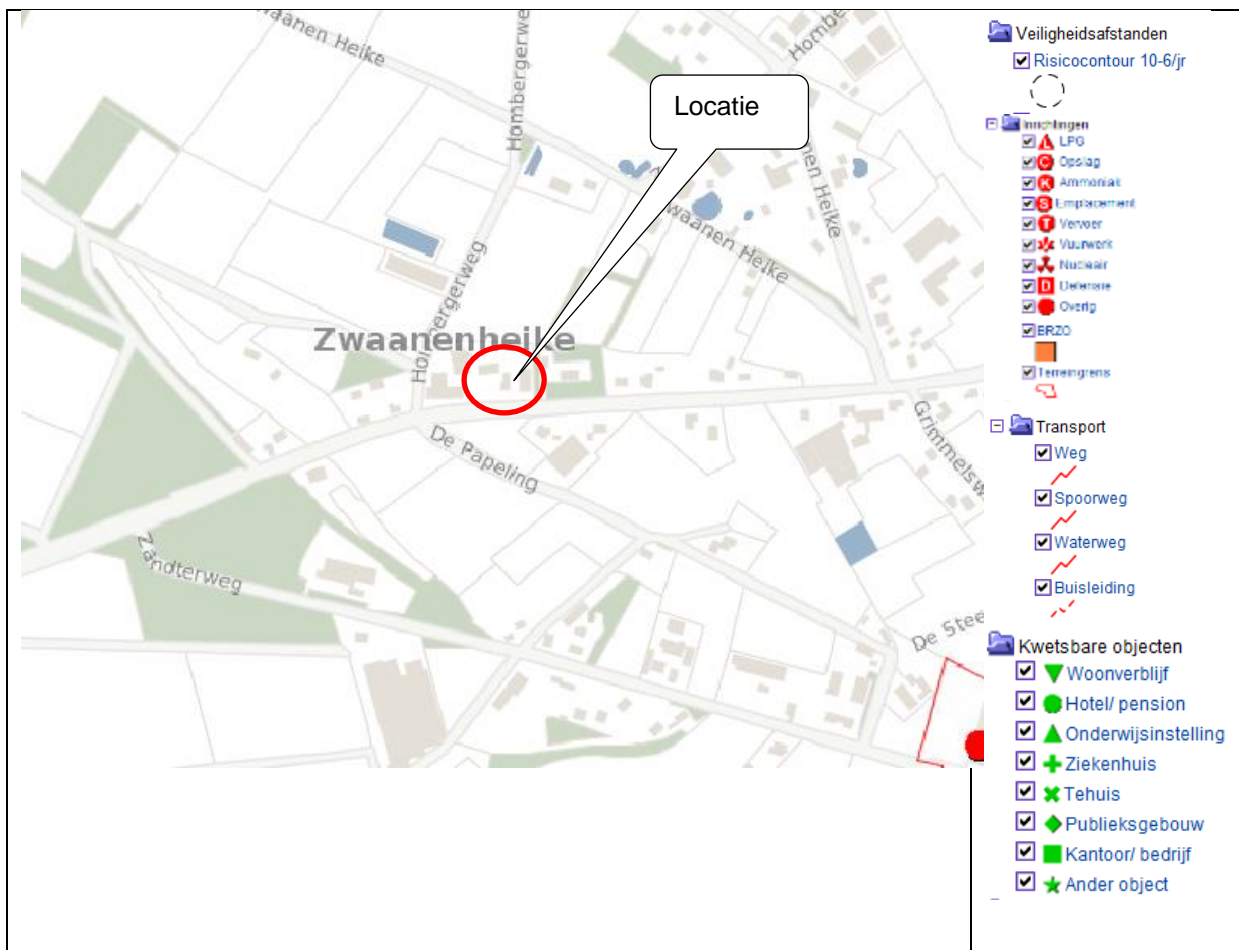 Zwaanen Heike
Hombergerweg
Homb
Locatie
Zwaanen Heike
Hombergerweg
Zwaanenheike
De Papeling
Grimmelsw
Zandterweg
De Stee
Veiligheidsafstanden
Risicocontour 10-6/jr
Inrichtingen
LPG
C Opslag
K Ammoniak
S Emplacement
T Vervoer
Vuurwerk
Nucleair
D Defensie
Overig
BRZO
Terreingrens
Transport
Weg
Spoorweg
Waterweg
Buisleiding
Kwetsbare objecten
Woonverblijf
Hotel/ pension
Onderwijsinstelling
Ziekenhuis
Tehuis
Publieksgebouw
Kantoor/ bedrijf
Ander object